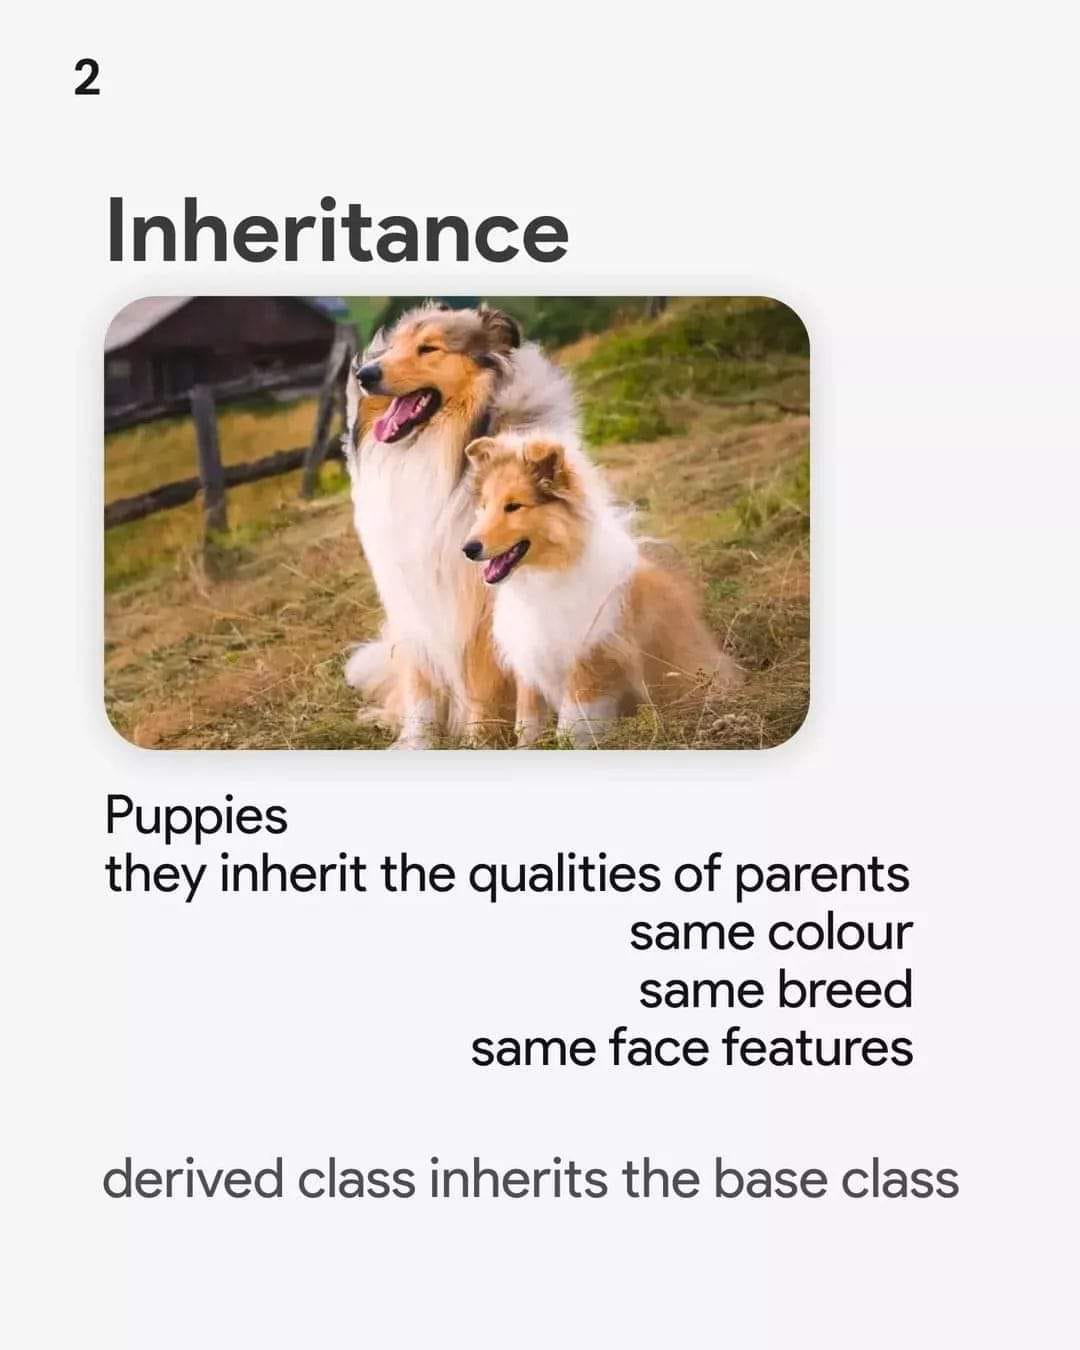 2
Inheritance
Puppies
they inherit the qualities of parents
same colour
same breed
same face features
derived class inherits the base class